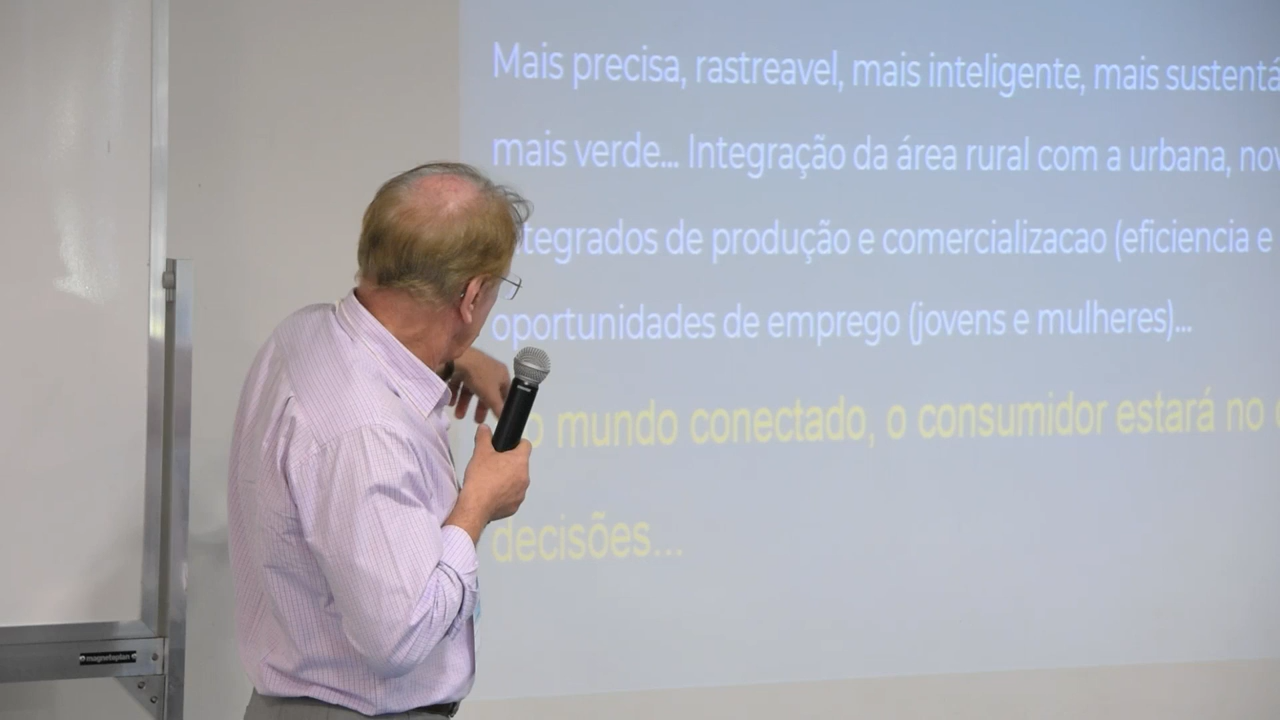 Mais precisa, rastreavel, mais inteligente, mais sustentá
mais verde... Integração da área rural com a urbana, nov
tegrados de produção e comercializacao (eficiencia e
oportunidades de emprego (jovens e mulheres)...
o mundo conectado, o consumidor estará no
decisões...
magnetoplan